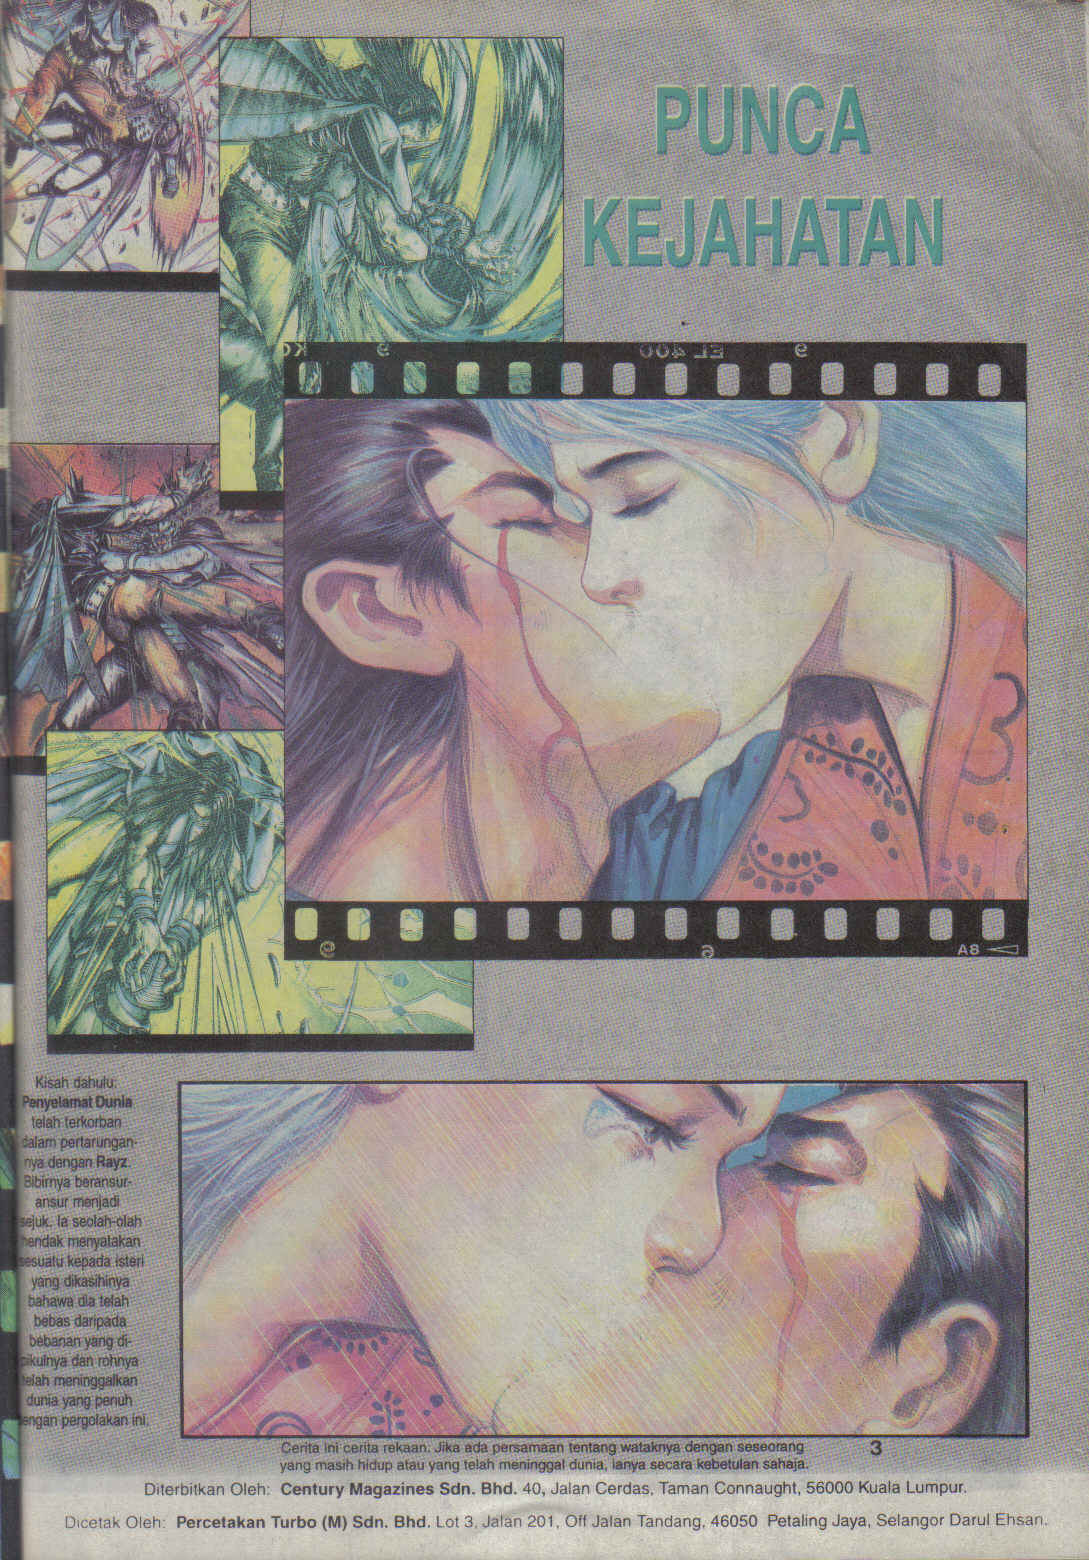 PUNCA
KEJAHATAN
9 EL 400 9
9 6 8A
Kisah dahulu:
Penyelamat Dunia
telah terkorban
dalam pertarungan-
nya dengan Rayz.
Bibirnya beransur-
ansur menjadi
sejuk. Ia seolah-olah
hendak menyatakan
sesuatu kepada isteri
yang dikasihinya
bahawa dia telah
bebas daripada
bebanan yang di-
pikulnya dan rohnya
telah meninggalkan
dunia yang penuh
dengan pergolakan ini.
Cerita ini cerita rekaan. Jika ada persamaan tentang wataknya dengan seseorang
yang masih hidup atau yang telah meninggal dunia, ianya secara kebetulan sahaja.
3
Diterbitkan Oleh: Century Magazines Sdn. Bhd. 40, Jalan Cerdas, Taman Connaught, 56000 Kuala Lumpur.
Dicetak Oleh: Percetakan Turbo (M) Sdn. Bhd. Lot 3, Jalan 201, Off Jalan Tandang, 46050 Petaling Jaya, Selangor Darul Ehsan.